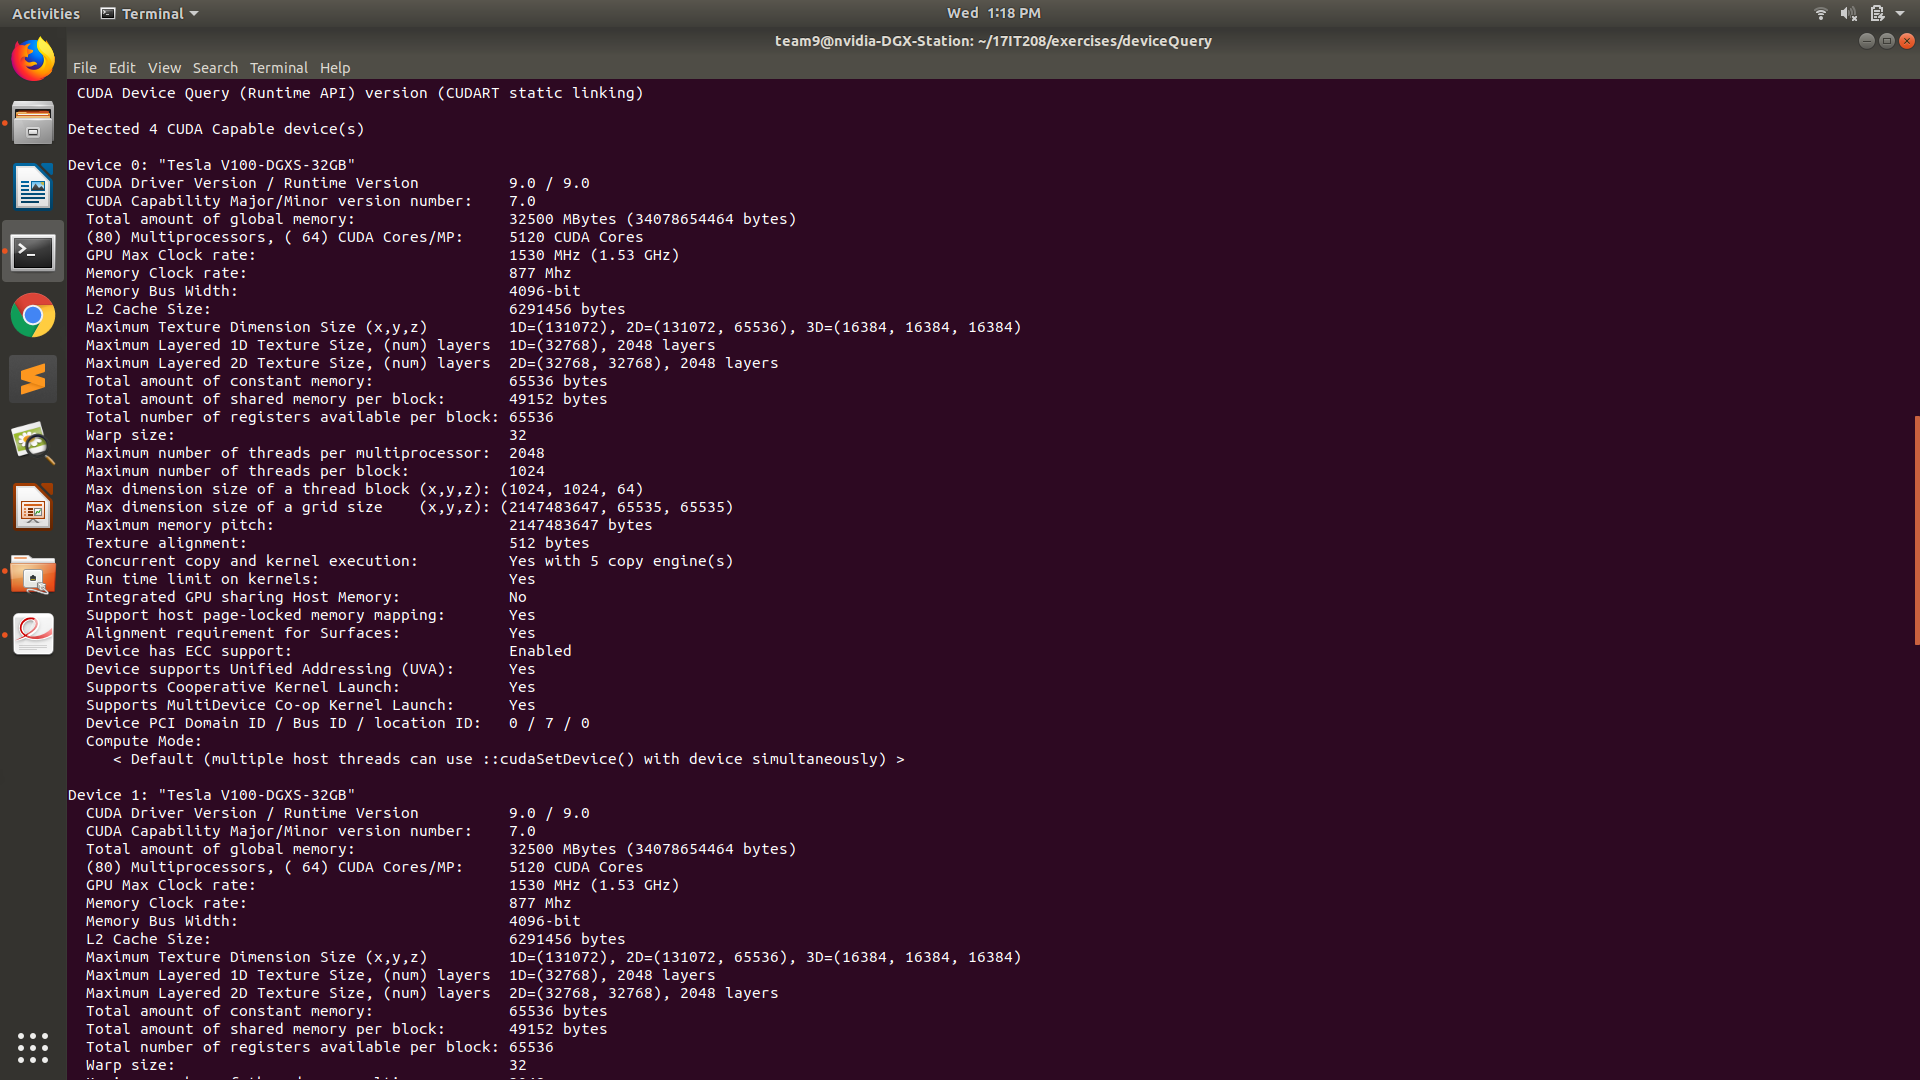 Activities Terminal Wed 1:18 PM
team9@nvidia-DGX-Station: ~/17IT208/exercises/deviceQuery
File Edit View Search Terminal Help
CUDA Device Query (Runtime API) version (CUDART static linking)
Detected 4 CUDA Capable device(s)
Device 0: "Tesla V100-DGXS-32GB"
CUDA Driver Version / Runtime Version 9.0 / 9.0
CUDA Capability Major/Minor version number: 7.0
Total amount of global memory: 32500 MBytes (34078654464 bytes)
(80) Multiprocessors, ( 64) CUDA Cores/MP: 5120 CUDA Cores
GPU Max Clock rate: 1530 MHz (1.53 GHz)
Memory Clock rate: 877 Mhz
Memory Bus Width: 4096-bit
L2 Cache Size: 6291456 bytes
Maximum Texture Dimension Size (x,y,z) 1D=(131072), 2D=(131072, 65536), 3D=(16384, 16384, 16384)
Maximum Layered 1D Texture Size, (num) layers 1D=(32768), 2048 layers
Maximum Layered 2D Texture Size, (num) layers 2D=(32768, 32768), 2048 layers
Total amount of constant memory: 65536 bytes
Total amount of shared memory per block: 49152 bytes
Total number of registers available per block: 65536
Warp size: 32
Maximum number of threads per multiprocessor: 2048
Maximum number of threads per block: 1024
Max dimension size of a thread block (x,y,z): (1024, 1024, 64)
Max dimension size of a grid size (x,y,z): (2147483647, 65535, 65535)
Maximum memory pitch: 2147483647 bytes
Texture alignment: 512 bytes
Concurrent copy and kernel execution: Yes with 5 copy engine(s)
Run time limit on kernels: Yes
Integrated GPU sharing Host Memory: No
Support host page-locked memory mapping: Yes
Alignment requirement for Surfaces: Yes
Device has ECC support: Enabled
Device supports Unified Addressing (UVA): Yes
Supports Cooperative Kernel Launch: Yes
Supports MultiDevice Co-op Kernel Launch: Yes
Device PCI Domain ID / Bus ID / location ID: 0 / 7 / 0
Compute Mode:
< Default (multiple host threads can use ::cudaSetDevice() with device simultaneously) >
Device 1: "Tesla V100-DGXS-32GB"
CUDA Driver Version / Runtime Version 9.0 / 9.0
CUDA Capability Major/Minor version number: 7.0
Total amount of global memory: 32500 MBytes (34078654464 bytes)
(80) Multiprocessors, ( 64) CUDA Cores/MP: 5120 CUDA Cores
GPU Max Clock rate: 1530 MHz (1.53 GHz)
Memory Clock rate: 877 Mhz
Memory Bus Width: 4096-bit
L2 Cache Size: 6291456 bytes
Maximum Texture Dimension Size (x,y,z) 1D=(131072), 2D=(131072, 65536), 3D=(16384, 16384, 16384)
Maximum Layered 1D Texture Size, (num) layers 1D=(32768), 2048 layers
Maximum Layered 2D Texture Size, (num) layers 2D=(32768, 32768), 2048 layers
Total amount of constant memory: 65536 bytes
Total amount of shared memory per block: 49152 bytes
Total number of registers available per block: 65536
Warp size: 32